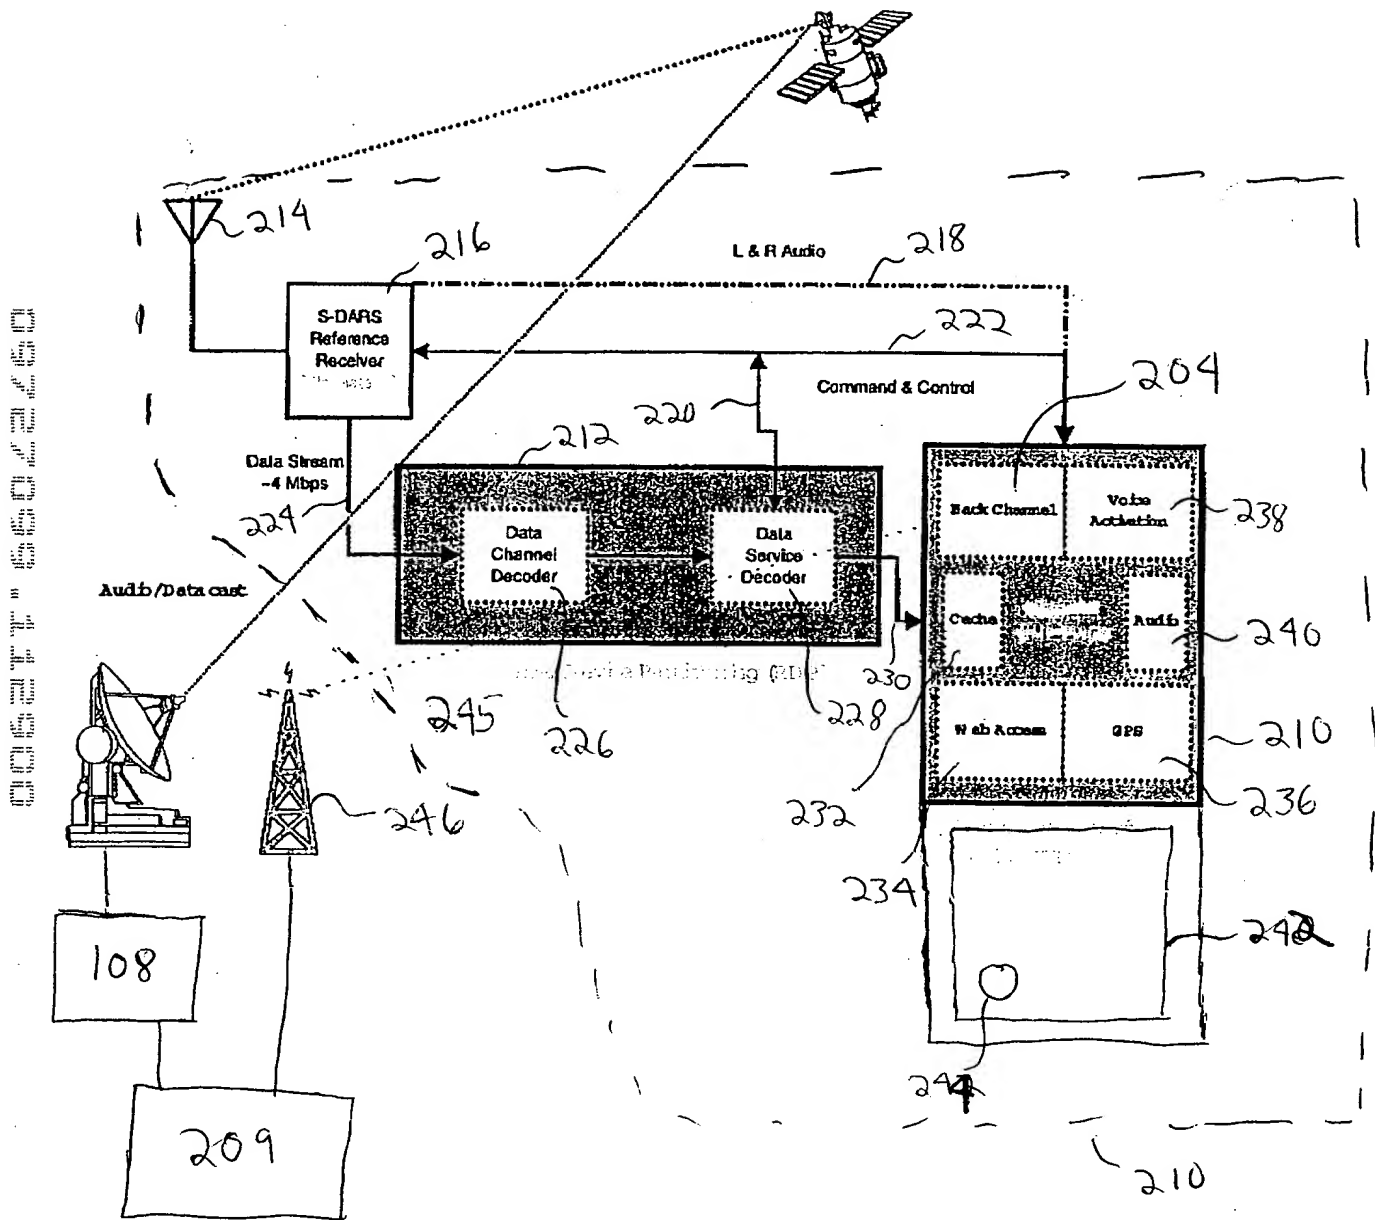 214
216
L & R Audio
218
S-DARS
Reference
Receiver
222
Command & Control
204
220
212
Data Stream
~4 Mbps
224
Data
Channel
Decoder
Data
Service
Decoder
Back Channel
Voice
Activation
238
Audio/Datacast
Cache
Audio
240
230
245
226
228
Web Access
GPS
210
232
236
246
234
242
108
244
209
210